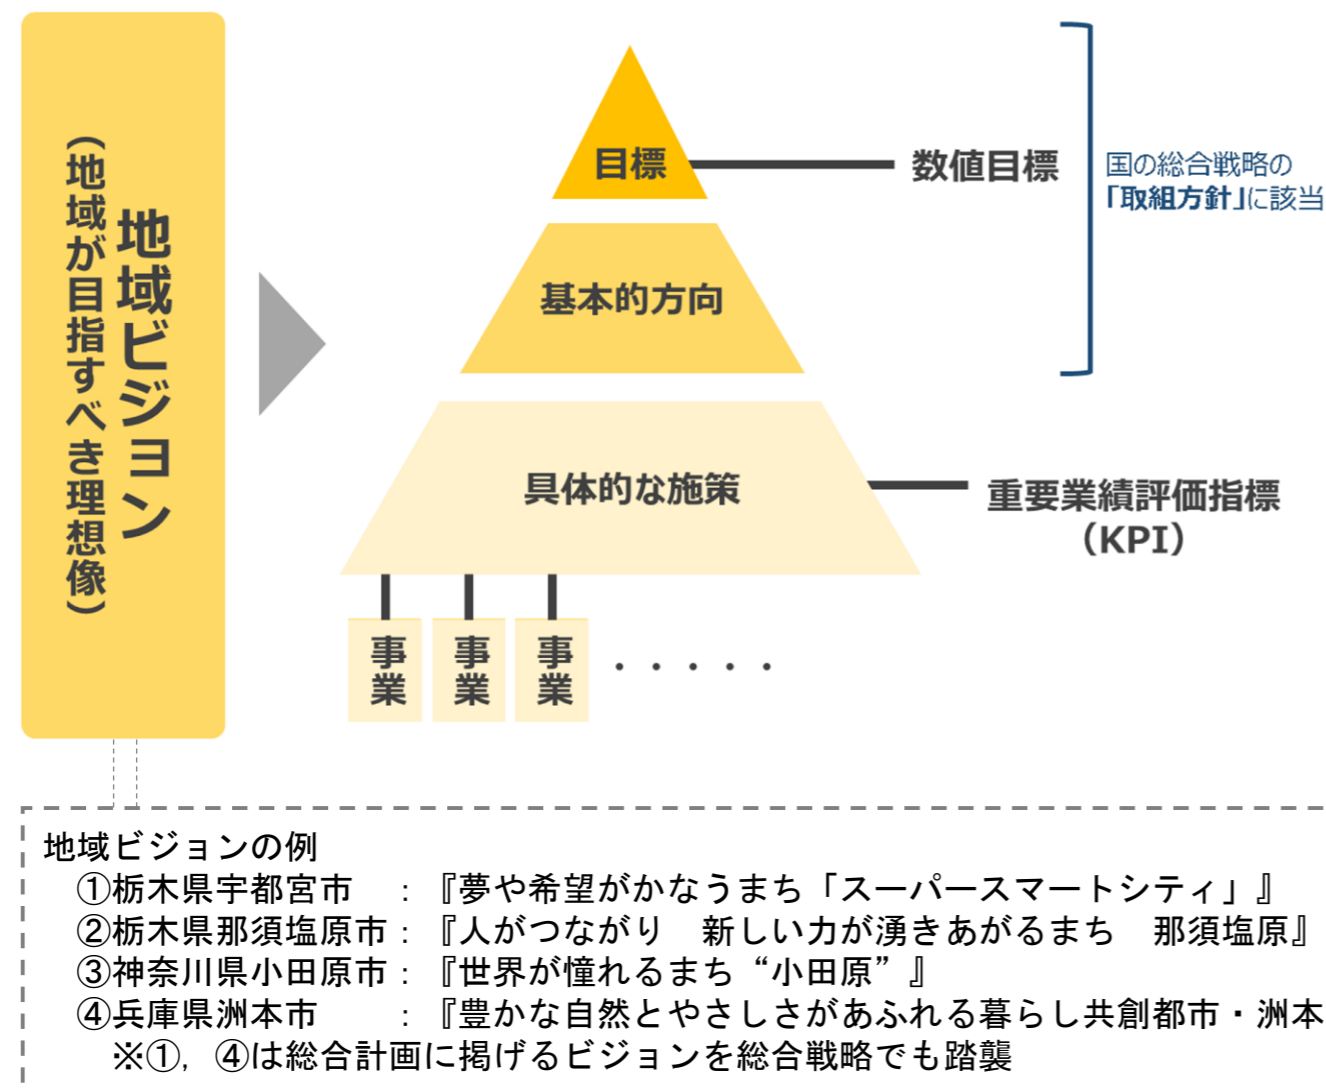 地域ビジョン
（地域が目指すべき理想像）
目標
数値目標
国の総合戦略の
「取組方針」に該当
基本的方向
具体的な施策
重要業績評価指標
（KPI）
事業
事業
事業
・・・・・
地域ビジョンの例
①栃木県宇都宮市　：『夢や希望がかなうまち「スーパースマートシティ」』
②栃木県那須塩原市：『人がつながり　新しい力が湧きあがるまち　那須塩原』
③神奈川県小田原市：『世界が憧れるまち“小田原”』
④兵庫県洲本市　　：『豊かな自然とやさしさがあふれる暮らし共創都市・洲本
※①，④は総合計画に掲げるビジョンを総合戦略でも踏襲